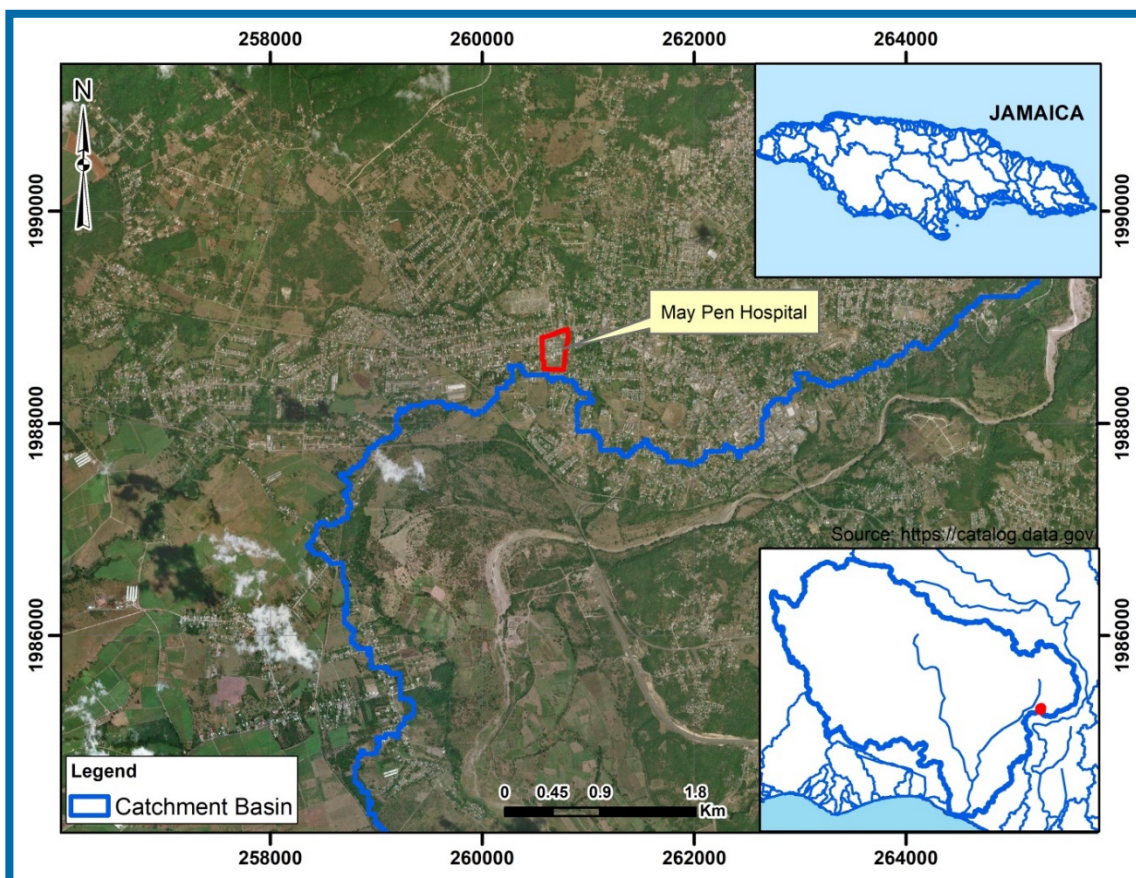 258000 260000 262000 264000
N
JAMAICA
1990000 1990000
May Pen Hospital
1988000 1988000
Source: https://catalog.data.gov
1986000 1986000
Legend
Catchment Basin
0 0.45 0.9 1.8
Km
258000 260000 262000 264000